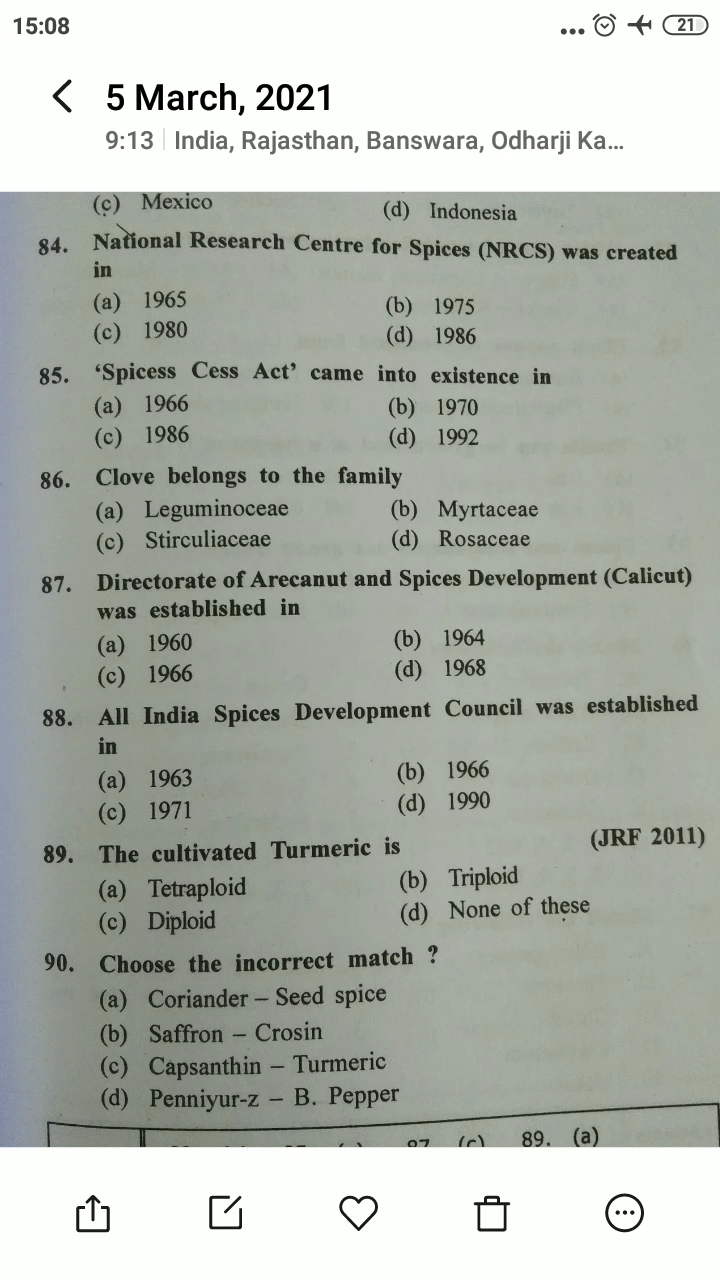 15:08
21
5 March, 2021
9:13 | India, Rajasthan, Banswara, Odharji Ka...
(c) Mexico (d) Indonesia
84. National Research Centre for Spices (NRCS) was created
in
(a) 1965 (b) 1975
(c) 1980 (d) 1986
85. ‘Spicess Cess Act’ came into existence in
(a) 1966 (b) 1970
(c) 1986 (d) 1992
86. Clove belongs to the family
(a) Leguminoceae (b) Myrtaceae
(c) Stirculiaceae (d) Rosaceae
87. Directorate of Arecanut and Spices Development (Calicut)
was established in
(a) 1960 (b) 1964
(c) 1966 (d) 1968
88. All India Spices Development Council was established
in
(a) 1963 (b) 1966
(c) 1971 (d) 1990
(JRF 2011)
89. The cultivated Turmeric is
(a) Tetraploid (b) Triploid
(c) Diploid (d) None of these
90. Choose the incorrect match ?
(a) Coriander – Seed spice
(b) Saffron – Crosin
(c) Capsanthin – Turmeric
(d) Penniyur-z – B. Pepper
87 (c) 89. (a)